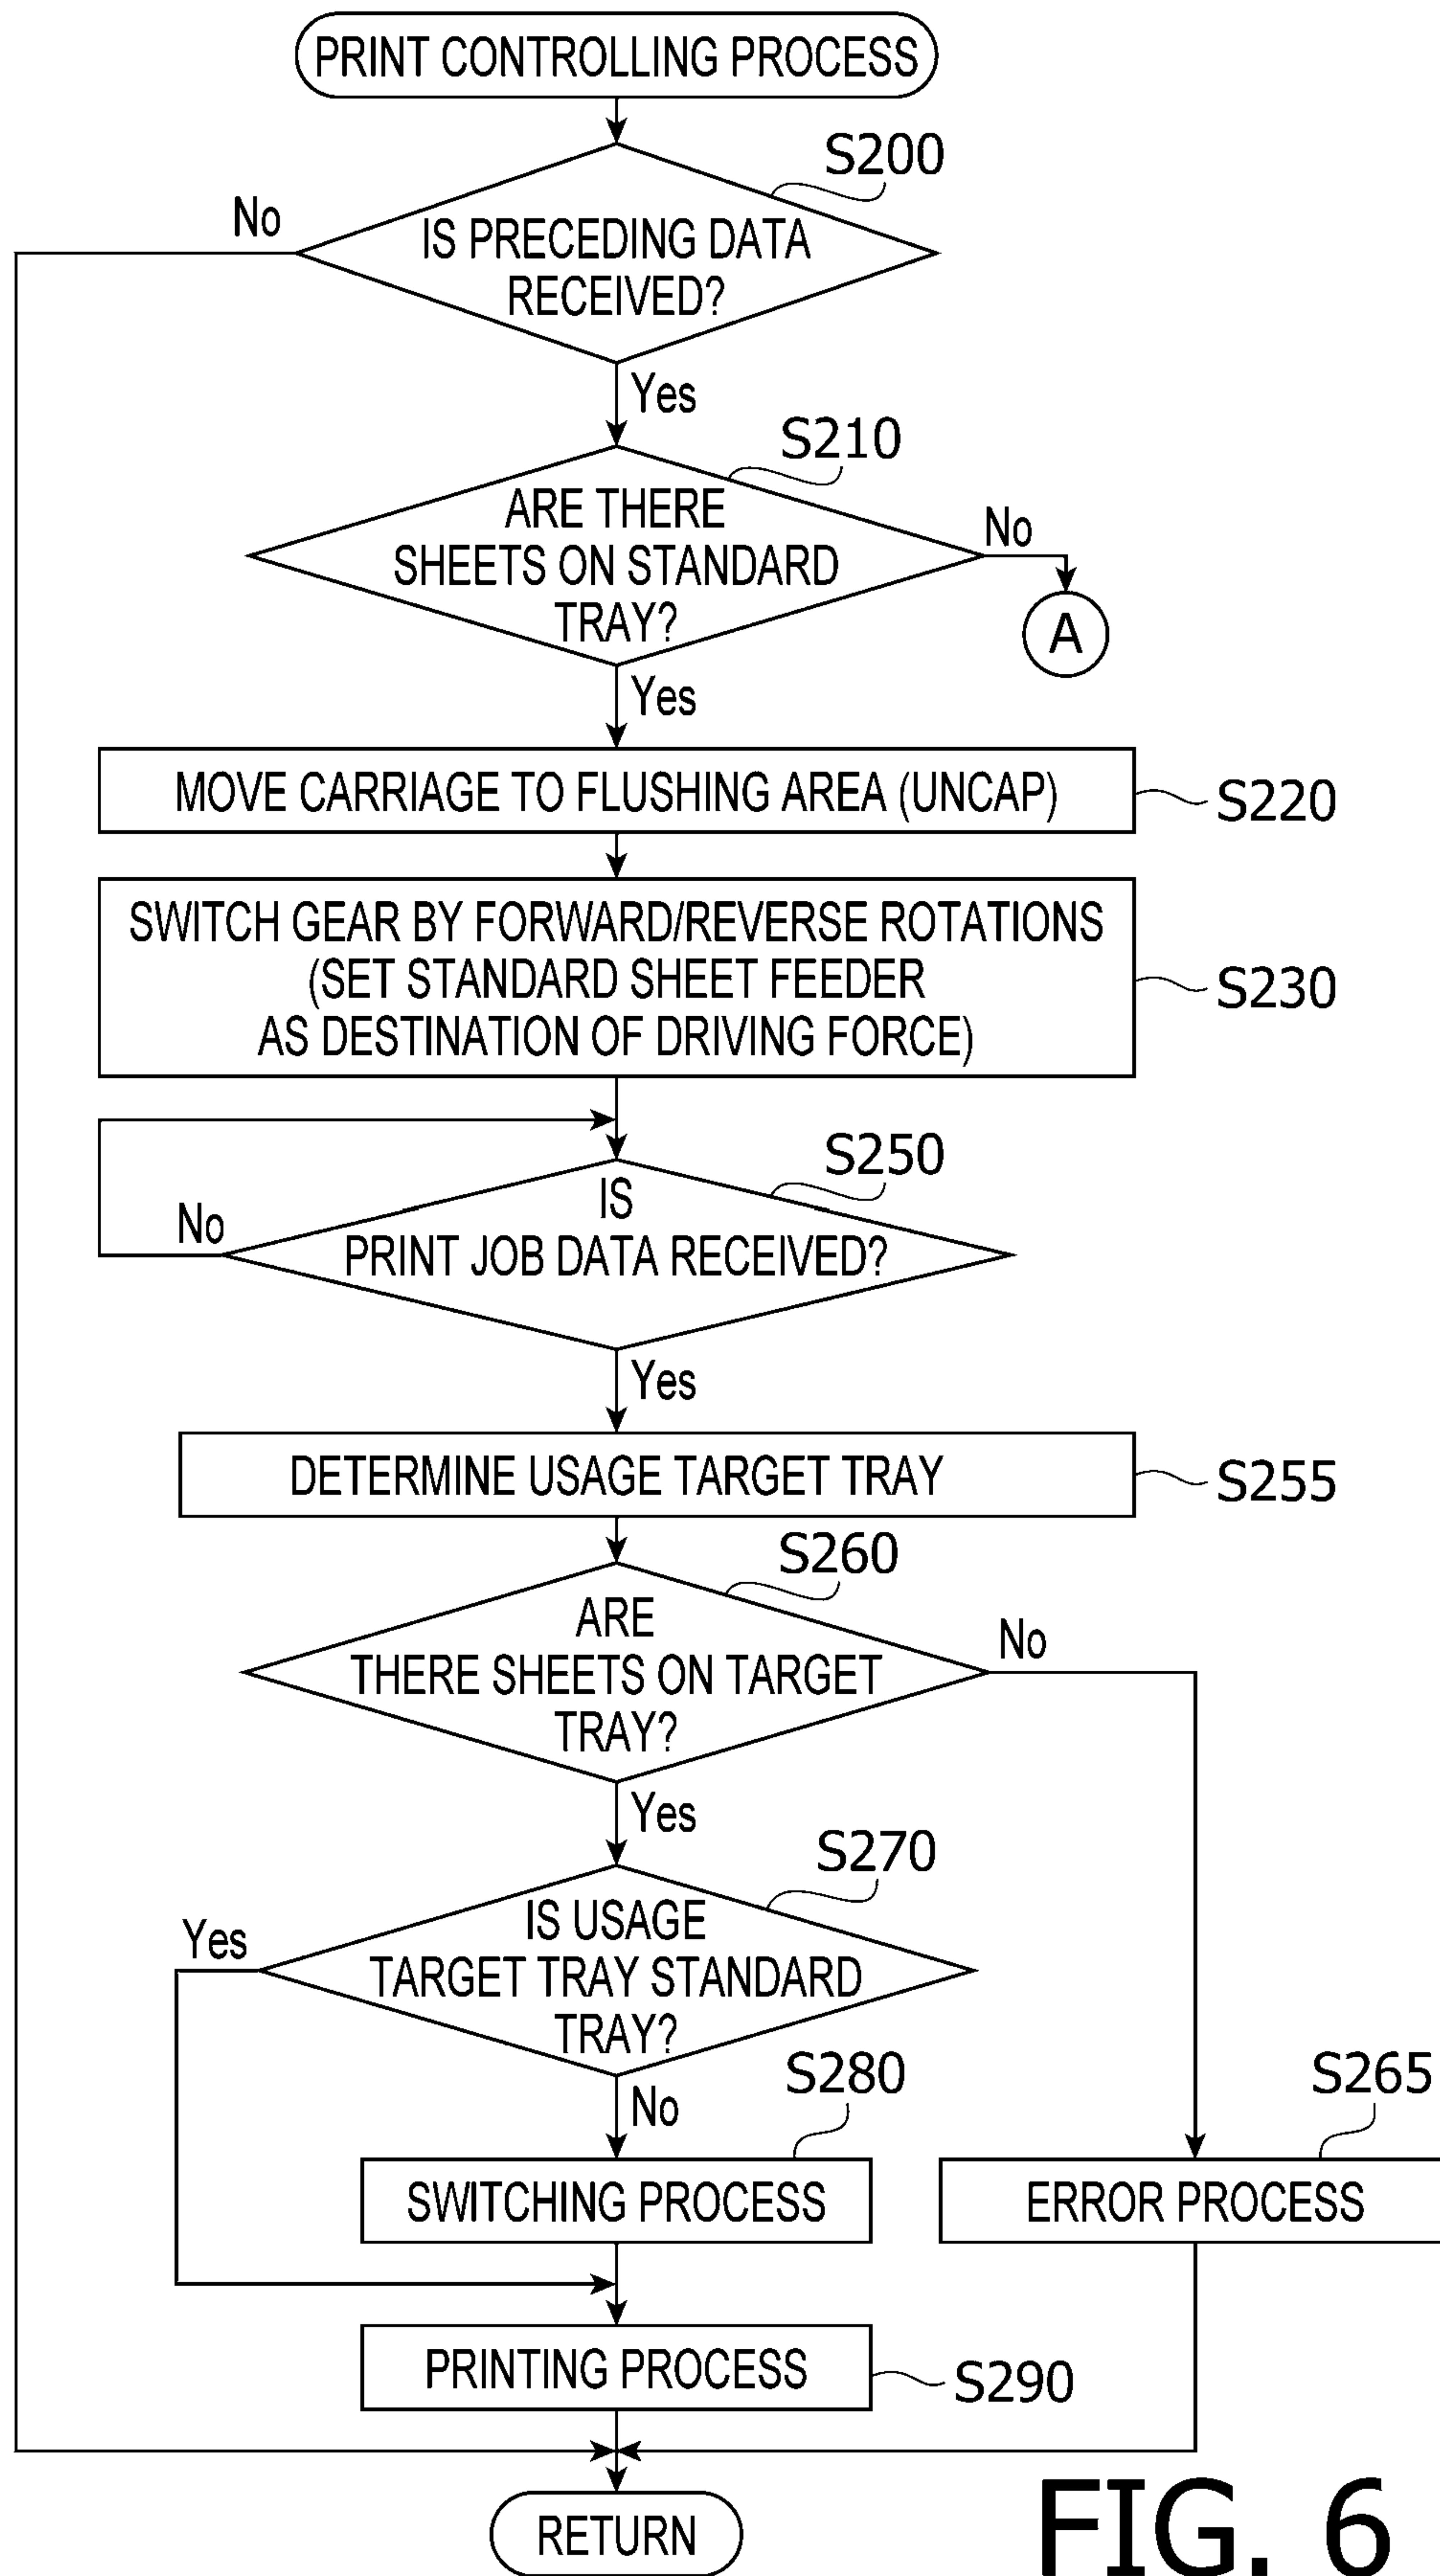 PRINT CONTROLLING PROCESS
S200
No
IS PRECEDING DATA
RECEIVED?
Yes
S210
ARE THERE
SHEETS ON STANDARD
TRAY?
No
A
Yes
MOVE CARRIAGE TO FLUSHING AREA (UNCAP)
S220
SWITCH GEAR BY FORWARD/REVERSE ROTATIONS
(SET STANDARD SHEET FEEDER
AS DESTINATION OF DRIVING FORCE)
S230
S250
IS
PRINT JOB DATA RECEIVED?
No
Yes
DETERMINE USAGE TARGET TRAY
S255
S260
ARE
THERE SHEETS ON TARGET
TRAY?
No
Yes
S270
IS USAGE
TARGET TRAY STANDARD
TRAY?
Yes
No
S280
SWITCHING PROCESS
S265
ERROR PROCESS
PRINTING PROCESS
S290
RETURN
FIG. 6